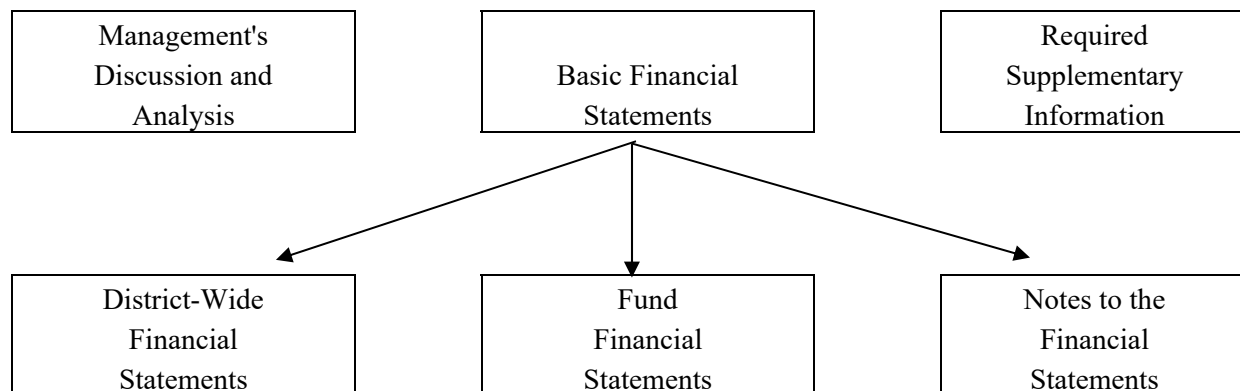 Management's
Discussion and
Analysis
Basic Financial
Statements
Required
Supplementary
Information
District-Wide
Financial
Statements
Fund
Financial
Statements
Notes to the
Financial
Statements